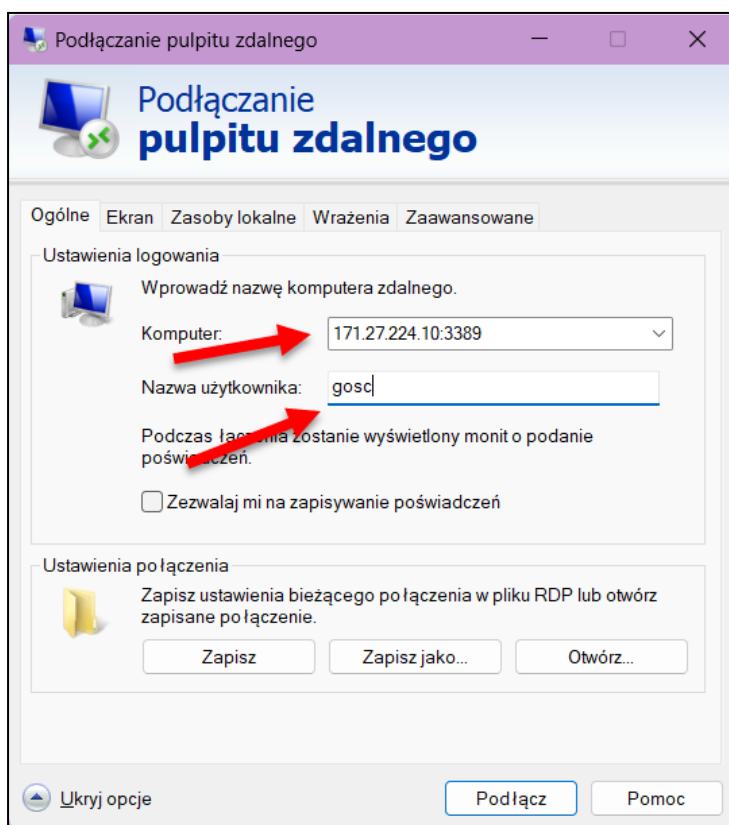 Podłączanie pulpitu zdalnego
Podłączanie
pulpitu zdalnego
Ogólne Ekran Zasoby lokalne Wrażenia Zaawansowane
Ustawienia logowania
Wprowadź nazwę komputera zdalnego.
Komputer: 171.27.224.10:3389
Nazwa użytkownika: gosc
Podczas łączenia zostanie wyświetlony monit o podanie
poświadczeń.
Zezwalaj mi na zapisywanie poświadczeń
Ustawienia połączenia
Zapisz ustawienia bieżącego połączenia w pliku RDP lub otwórz
zapisane połączenie.
Zapisz Zapisz jako... Otwórz...
Ukryj opcje Podłącz Pomoc